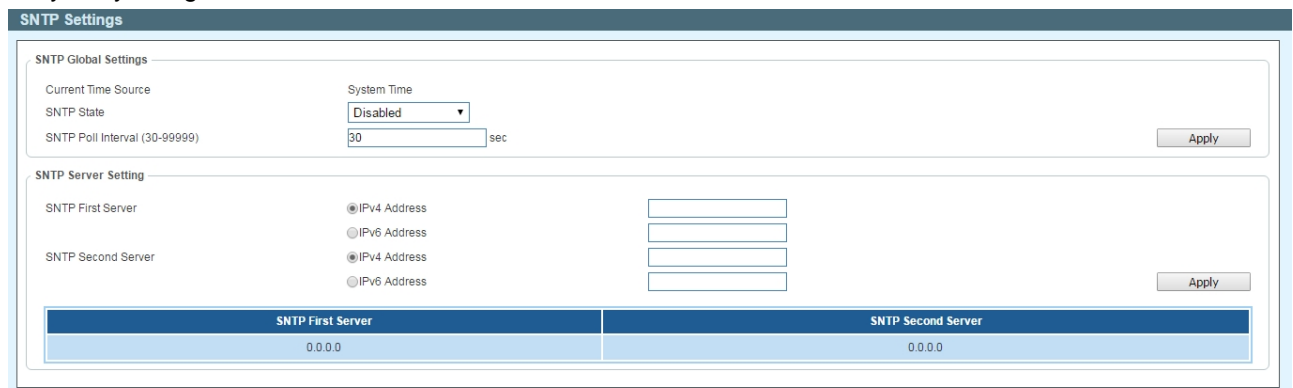 SNTP Settings
SNTP Global Settings
Current Time Source System Time
SNTP State Disabled
SNTP Poll Interval (30-99999) 30 sec
Apply
SNTP Server Setting
SNTP First Server IPv4 Address
IPv6 Address
SNTP Second Server IPv4 Address
IPv6 Address
Apply
SNTP First Server SNTP Second Server
0.0.0.0 0.0.0.0